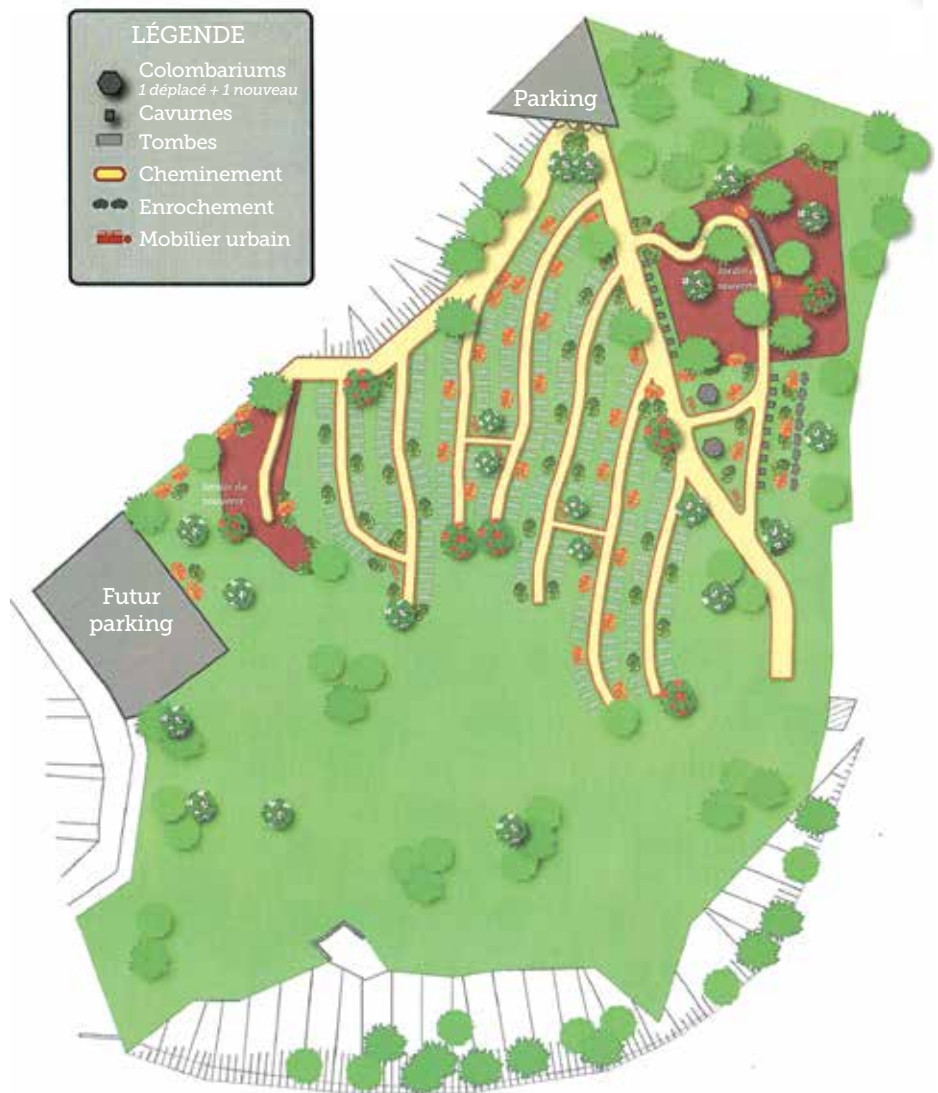 LÉGENDE
Colombariums
1 déplacé + 1 nouveau
Cavurnes
Tombes
Cheminement
Enrochement
Mobilier urbain
Parking
Futur
parking